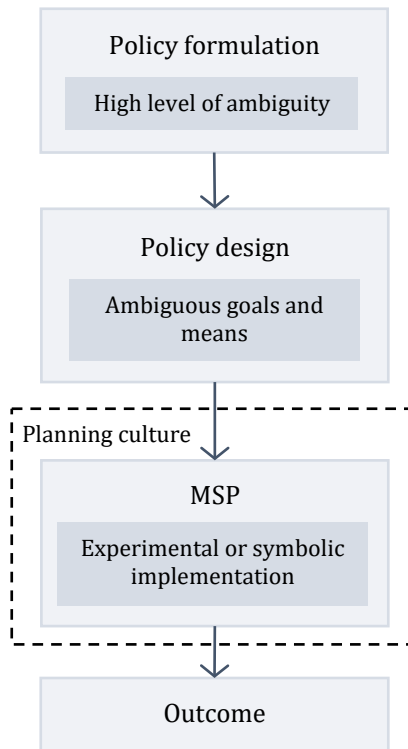 Policy formulation
High level of ambiguity
Policy design
Ambiguous goals and
means
Planning culture
MSP
Experimental or symbolic
implementation
Outcome